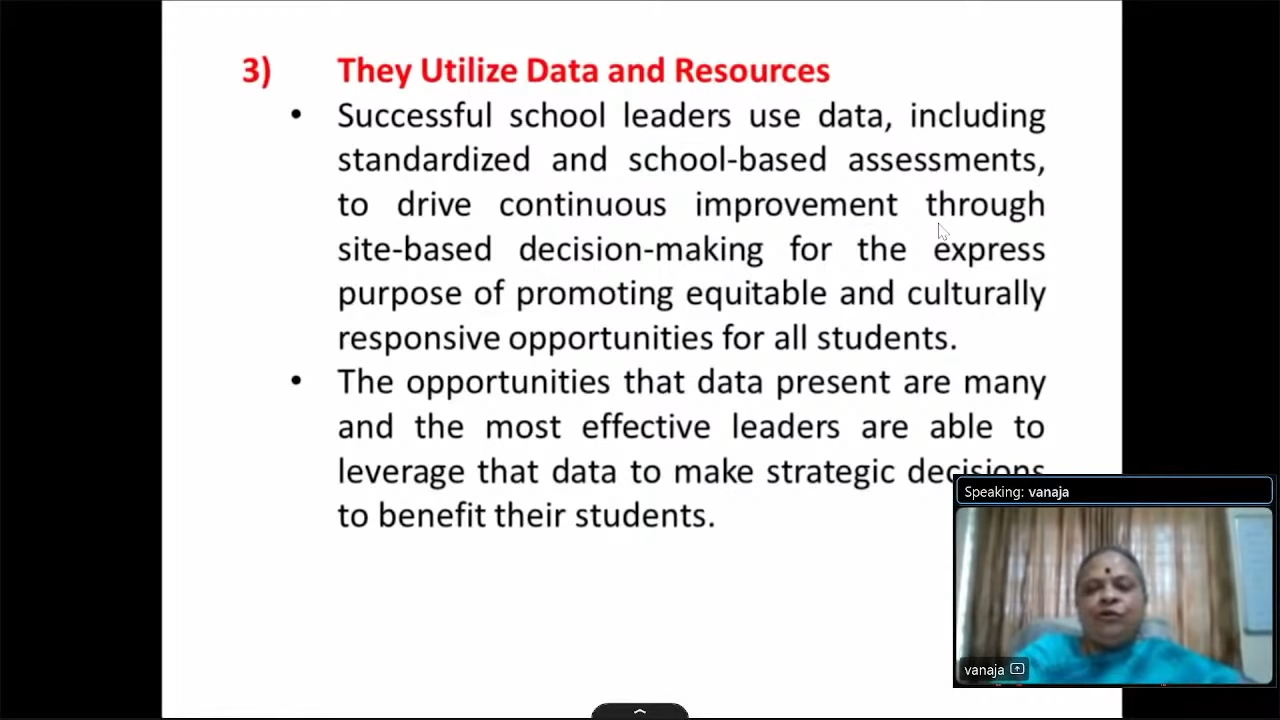 3) They Utilize Data and Resources
• Successful school leaders use data, including
standardized and school-based assessments,
to drive continuous improvement through
site-based decision-making for the express
purpose of promoting equitable and culturally
responsive opportunities for all students.
• The opportunities that data present are many
and the most effective leaders are able to
leverage that data to make strategic decisions
to benefit their students.
Speaking: vanaja
vanaja